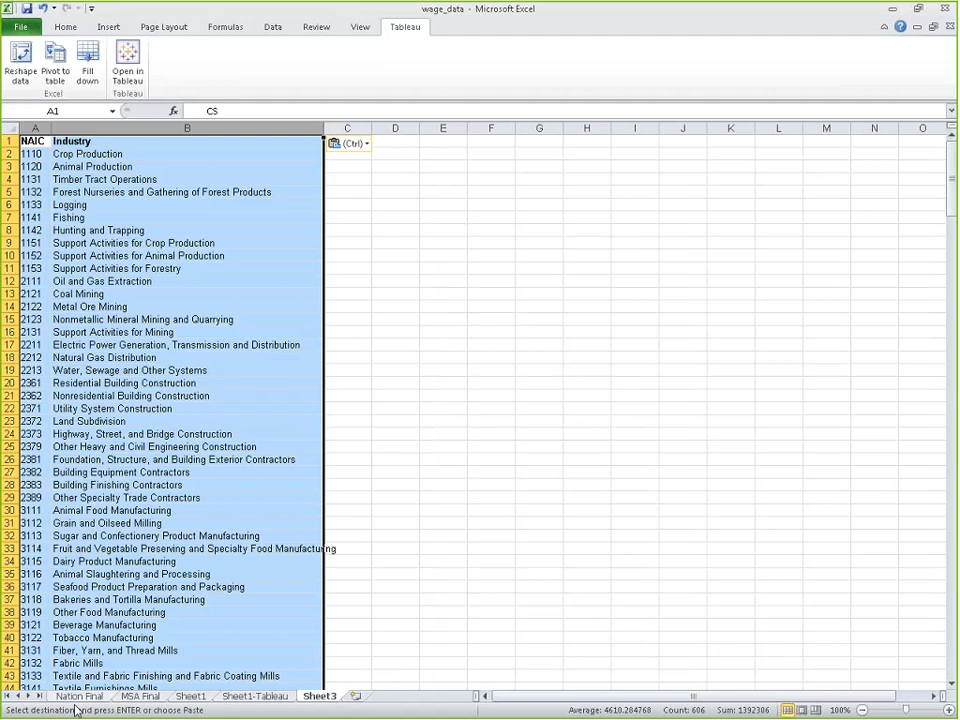 wage_data - Microsoft Excel
File Home Insert Page Layout Formulas Data Review View Tableau
Reshape data
Pivot to table
Fill down
Open in Tableau
Excel Tableau
A1 fx CS
A B C D E F G H I J K L M N O
1 NAIC Industry (Ctrl)
2 1110 Crop Production
3 1120 Animal Production
4 1131 Timber Tract Operations
5 1132 Forest Nurseries and Gathering of Forest Products
6 1133 Logging
7 1141 Fishing
8 1142 Hunting and Trapping
9 1151 Support Activities for Crop Production
10 1152 Support Activities for Animal Production
11 1153 Support Activities for Forestry
12 2111 Oil and Gas Extraction
13 2121 Coal Mining
14 2122 Metal Ore Mining
15 2123 Nonmetallic Mineral Mining and Quarrying
16 2131 Support Activities for Mining
17 2211 Electric Power Generation, Transmission and Distribution
18 2212 Natural Gas Distribution
19 2213 Water, Sewage and Other Systems
20 2361 Residential Building Construction
21 2362 Nonresidential Building Construction
22 2371 Utility System Construction
23 2372 Land Subdivision
24 2373 Highway, Street, and Bridge Construction
25 2379 Other Heavy and Civil Engineering Construction
26 2381 Foundation, Structure, and Building Exterior Contractors
27 2382 Building Equipment Contractors
28 2383 Building Finishing Contractors
29 2389 Other Specialty Trade Contractors
30 3111 Animal Food Manufacturing
31 3112 Grain and Oilseed Milling
32 3113 Sugar and Confectionery Product Manufacturing
33 3114 Fruit and Vegetable Preserving and Specialty Food Manufacturing
34 3115 Dairy Product Manufacturing
35 3116 Animal Slaughtering and Processing
36 3117 Seafood Product Preparation and Packaging
37 3118 Bakeries and Tortilla Manufacturing
38 3119 Other Food Manufacturing
39 3121 Beverage Manufacturing
40 3122 Tobacco Manufacturing
41 3131 Fiber, Yarn, and Thread Mills
42 3132 Fabric Mills
43 3133 Textile and Fabric Finishing and Fabric Coating Mills
44 3141 Textile Furnishings Mills
Nation Final MSA Final Sheet1 Sheet1-Tableau Sheet3
Select destination and press ENTER or choose Paste Average: 4610.284768 Count: 606 Sum: 1392306 100%